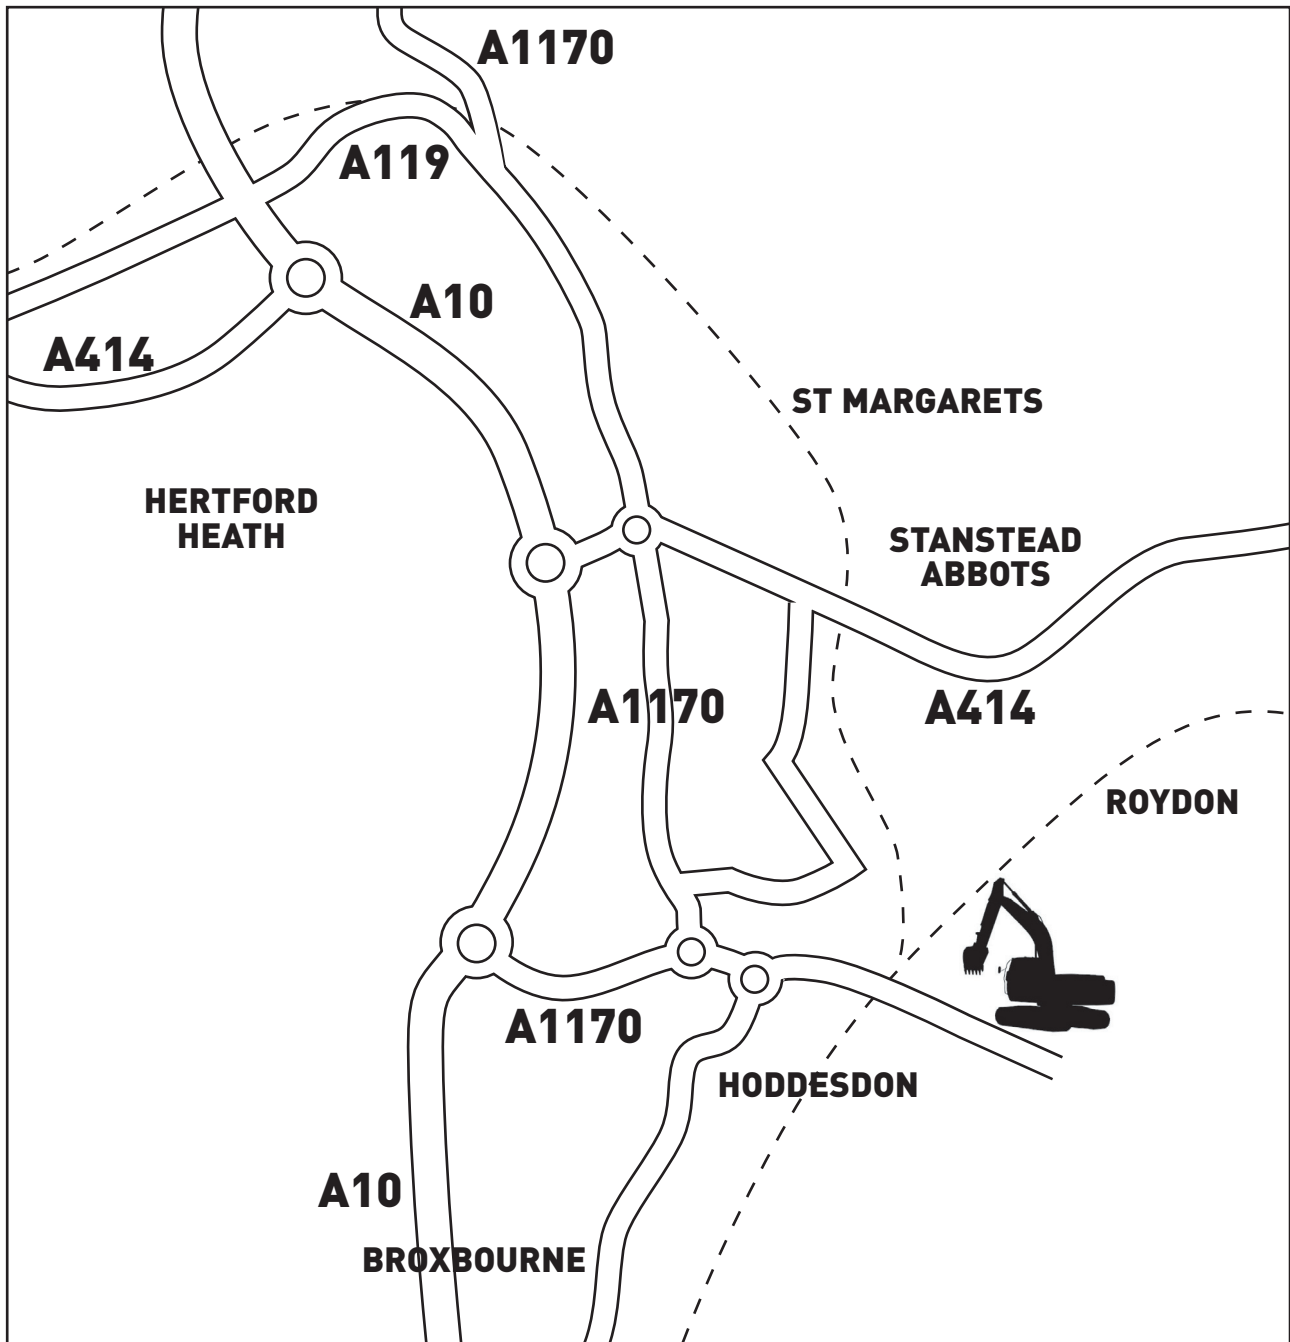 A1170
A119
A10
A414
ST MARGARETS
HERTFORD
HEATH
STANSTEAD
ABBOTS
A1170
A414
ROYDON
A1170
HODDESDON
A10
BROXBOURNE